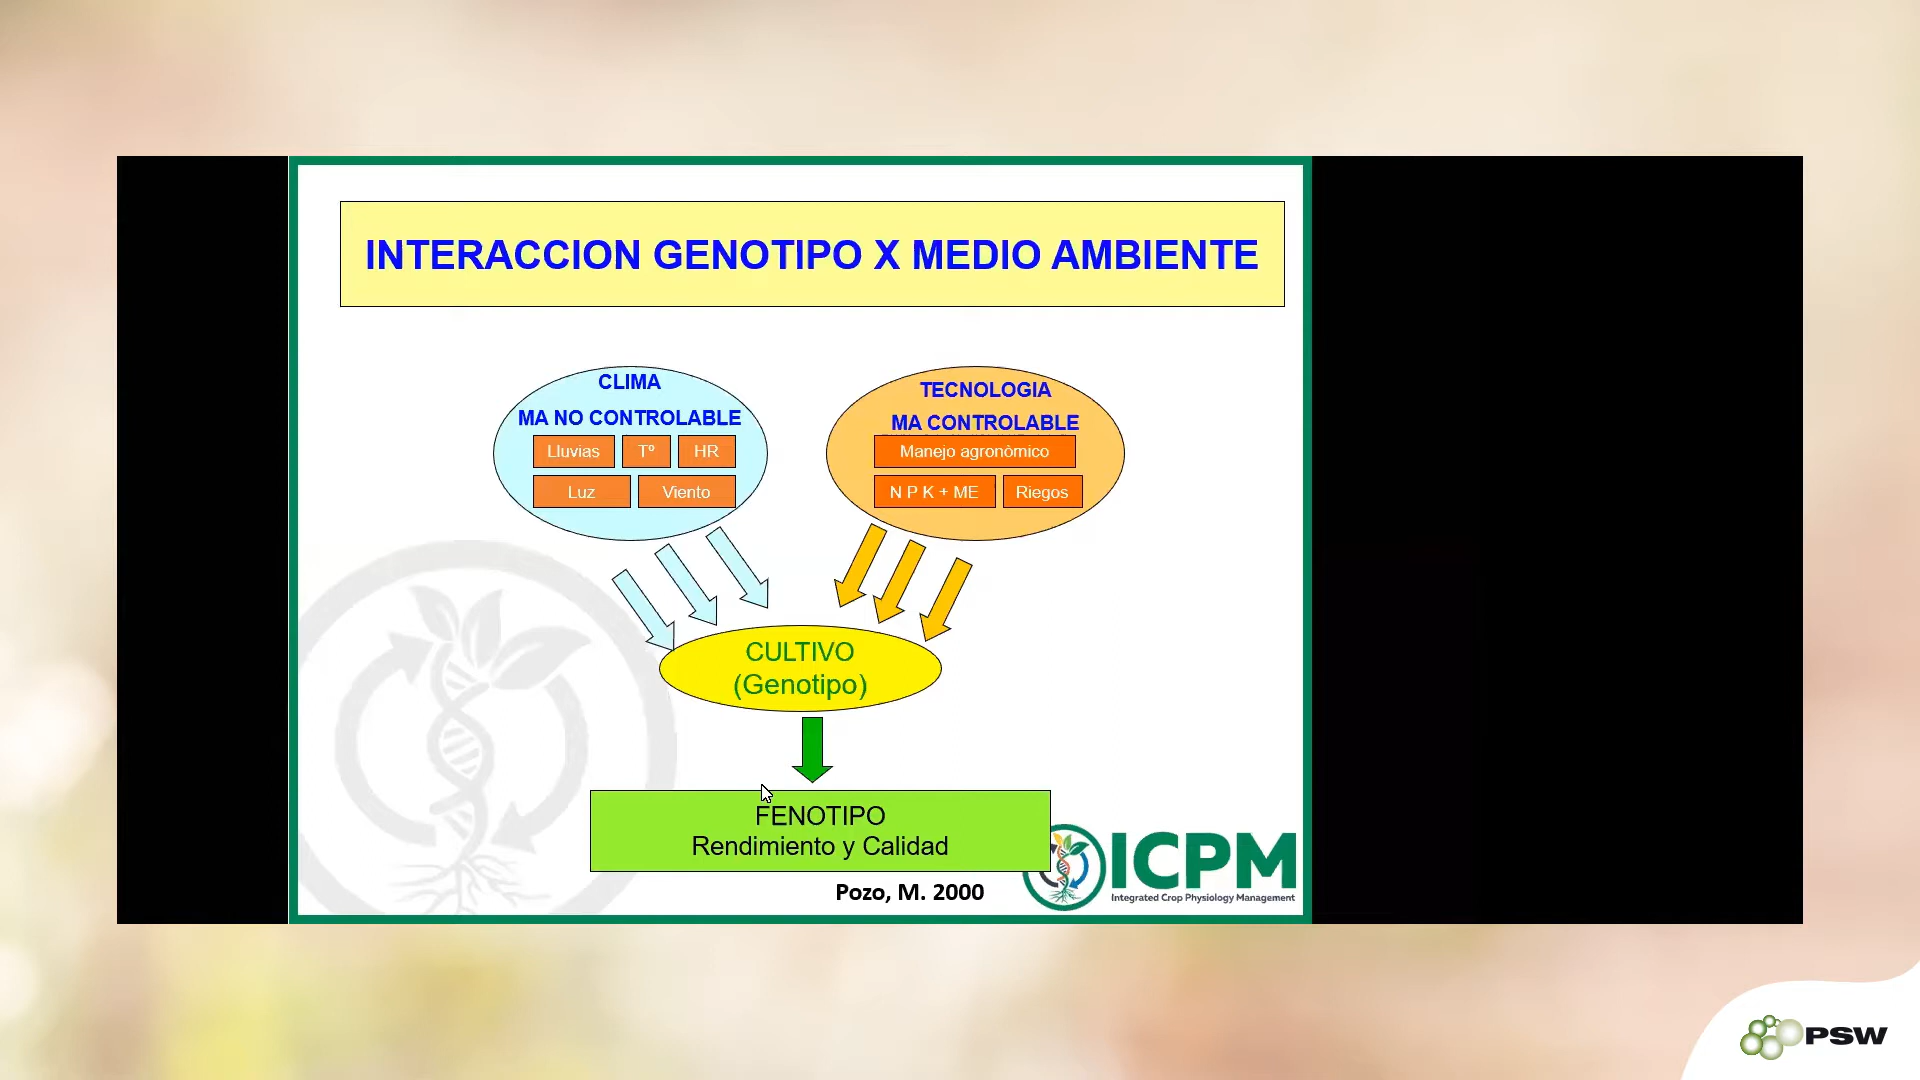 INTERACCION GENOTIPO X MEDIO AMBIENTE
CLIMA
MA NO CONTROLABLE
Lluvias Tº HR
Luz Viento
TECNOLOGIA
MA CONTROLABLE
Manejo agronòmico
N P K + ME Riegos
CULTIVO
(Genotipo)
FENOTIPO
Rendimiento y Calidad
Pozo, M. 2000
ICPM
Integrated Crop Physiology Management
PSW